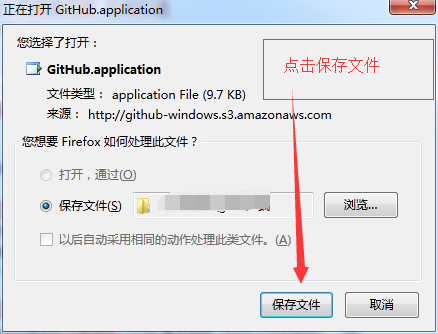 正在打开 GitHub.application
您选择了打开：
点击保存文件
GitHub.application
文件类型： application File (9.7 KB)
来源： http://github-windows.s3.amazonaws.com
您想要 Firefox 如何处理此文件？
打开，通过(O)
保存文件(S)
浏览...
以后自动采用相同的动作处理此类文件。(A)
保存文件
取消